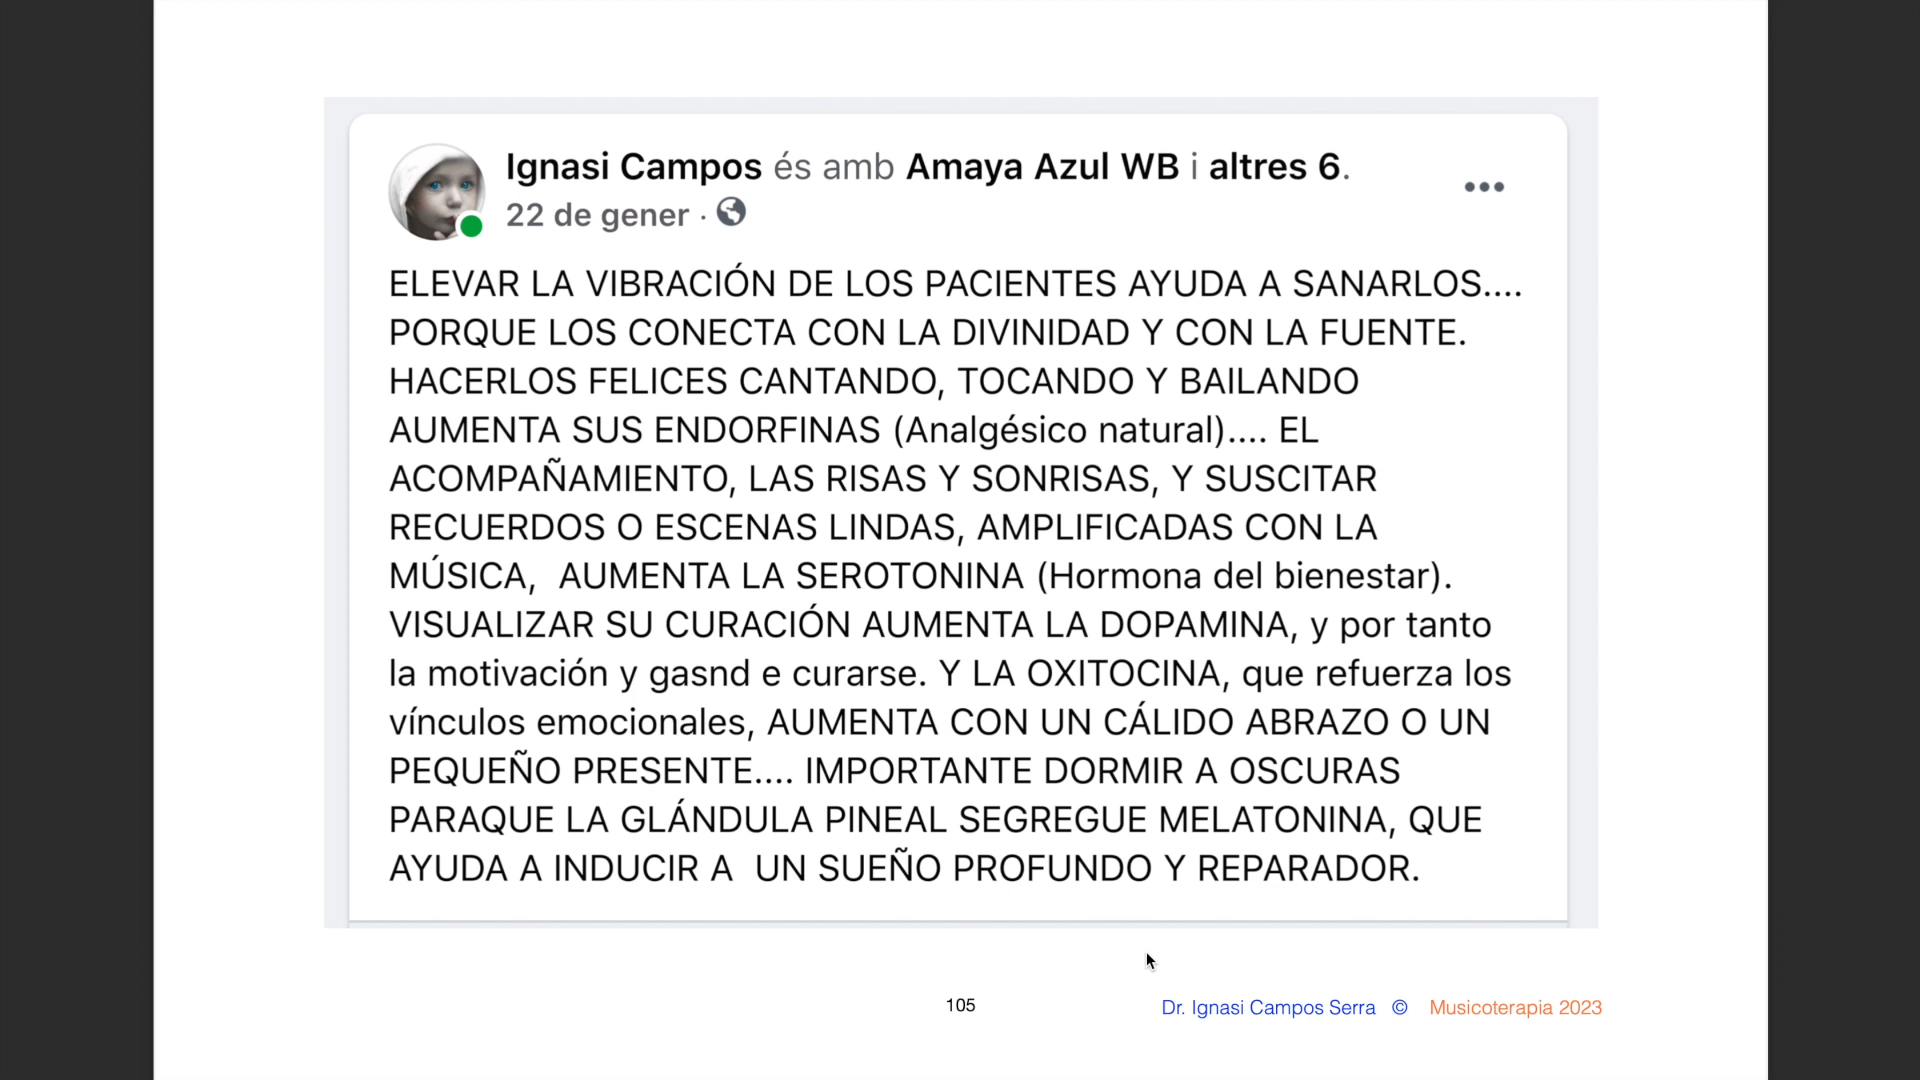 Ignasi Campos és amb Amaya Azul WB i altres 6.
22 de gener ·
ELEVAR LA VIBRACIÓN DE LOS PACIENTES AYUDA A SANARLOS....
PORQUE LOS CONECTA CON LA DIVINIDAD Y CON LA FUENTE.
HACERLOS FELICES CANTANDO, TOCANDO Y BAILANDO
AUMENTA SUS ENDORFINAS (Analgésico natural).... EL
ACOMPAÑAMIENTO, LAS RISAS Y SONRISAS, Y SUSCITAR
RECUERDOS O ESCENAS LINDAS, AMPLIFICADAS CON LA
MÚSICA,  AUMENTA LA SEROTONINA (Hormona del bienestar).
VISUALIZAR SU CURACIÓN AUMENTA LA DOPAMINA, y por tanto
la motivación y gasnd e curarse. Y LA OXITOCINA, que refuerza los
vínculos emocionales, AUMENTA CON UN CÁLIDO ABRAZO O UN
PEQUEÑO PRESENTE.... IMPORTANTE DORMIR A OSCURAS
PARAQUE LA GLÁNDULA PINEAL SEGREGUE MELATONINA, QUE
AYUDA A INDUCIR A  UN SUEÑO PROFUNDO Y REPARADOR.
105
Dr. Ignasi Campos Serra © Musicoterapia 2023